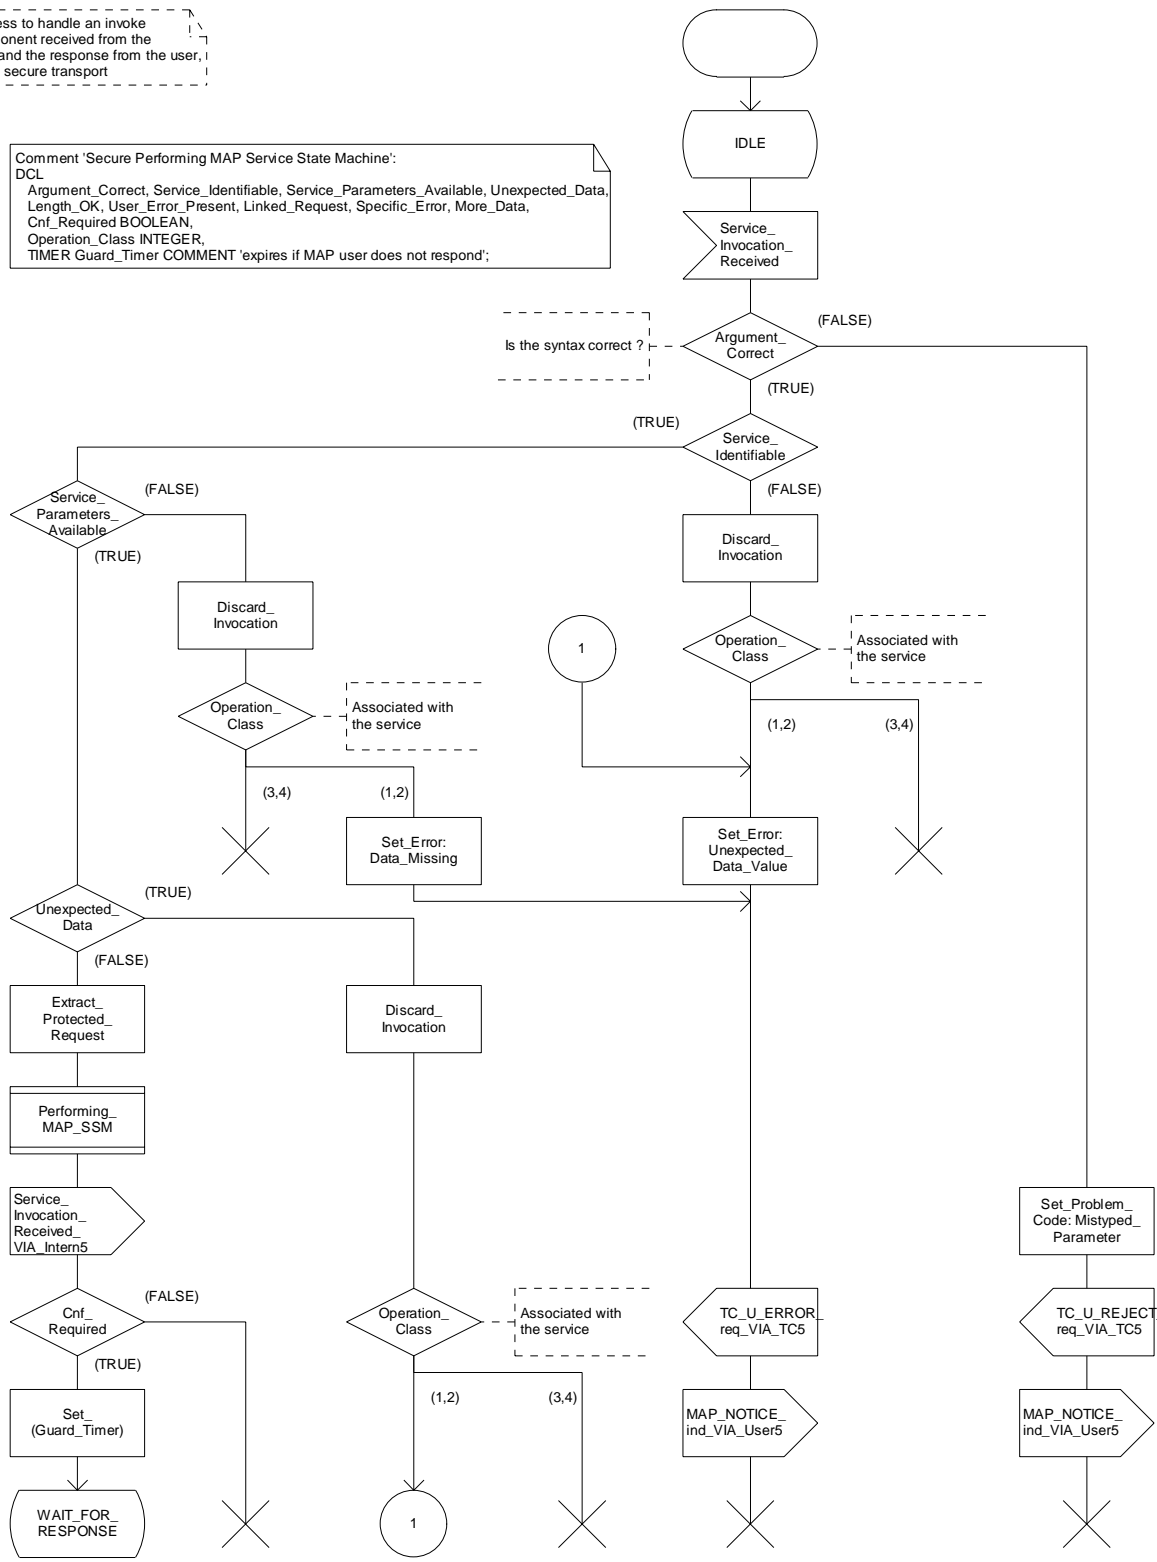 ess to handle an invoke
onent received from the
and the response from the user,
secure transport
IDLE
Comment 'Secure Performing MAP Service State Machine':
DCL
Argument_Correct, Service_Identifiable, Service_Parameters_Available, Unexpected_Data,
Length_OK, User_Error_Present, Linked_Request, Specific_Error, More_Data,
Cnf_Required BOOLEAN,
Operation_Class INTEGER,
TIMER Guard_Timer COMMENT 'expires if MAP user does not respond';
Service_
Invocation_
Received
(FALSE)
Is the syntax correct ?
Argument_
Correct
(TRUE)
(TRUE)
Service_
Identifiable
(FALSE)
(FALSE)
Service_
Parameters_
Available
(TRUE)
Discard_
Invocation
Discard_
Invocation
1
Operation_
Class
Associated with
the service
Operation_
Class
Associated with
the service
(1,2)
(3,4)
(3,4)
(1,2)
Set_Error:
Data_Missing
Set_Error:
Unexpected_
Data_Value
(TRUE)
Unexpected_
Data
(FALSE)
Extract_
Protected_
Request
Discard_
Invocation
Performing_
MAP_SSM
Service_
Invocation_
Received_
VIA_Intern5
Set_Problem_
Code: Mistyped_
Parameter
(FALSE)
Cnf_
Required
(TRUE)
Operation_
Class
Associated with
the service
TC_U_ERROR_
req_VIA_TC5
TC_U_REJECT
req_VIA_TC5
(1,2)
(3,4)
Set_
(Guard_Timer)
MAP_NOTICE_
ind_VIA_User5
MAP_NOTICE_
ind_VIA_User5
WAIT_FOR_
RESPONSE
1